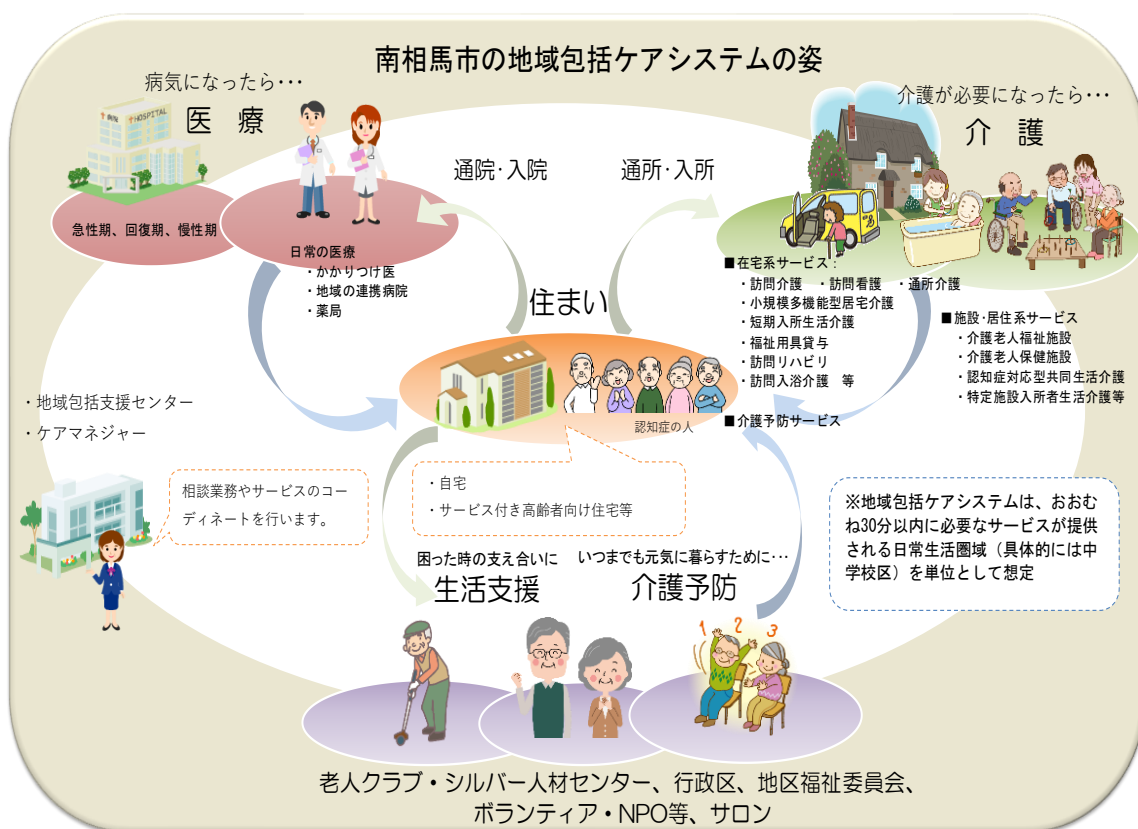 南相馬市の地域包括ケアシステムの姿
病気になったら･･･
医 療
病院
HOSPITAL
急性期、回復期、慢性期
日常の医療
・かかりつけ医
・地域の連携病院
・薬局
通院･入院
通所･入所
介護が必要になったら･･･
介 護
■在宅系サービス：
・訪問介護 ・訪問看護 ・通所介護
・小規模多機能型居宅介護
・短期入所生活介護
・福祉用具貸与
・訪問リハビリ
・訪問入浴介護 等
■介護予防サービス
■施設･居住系サービス
・介護老人福祉施設
・介護老人保健施設
・認知症対応型共同生活介護
・特定施設入所者生活介護等
住まい
認知症の人
・自宅
・サービス付き高齢者向け住宅等
・地域包括支援センター
・ケアマネジャー
相談業務やサービスのコー
ディネートを行います。
※地域包括ケアシステムは、おおむ
ね30分以内に必要なサービスが提供
される日常生活圏域（具体的には中
学校区）を単位として想定
困った時の支え合いに
生活支援
いつまでも元気に暮らすために･･･
介護予防
1 2 3
老人クラブ・シルバー人材センター、行政区、地区福祉委員会、
ボランティア・NPO等、サロン